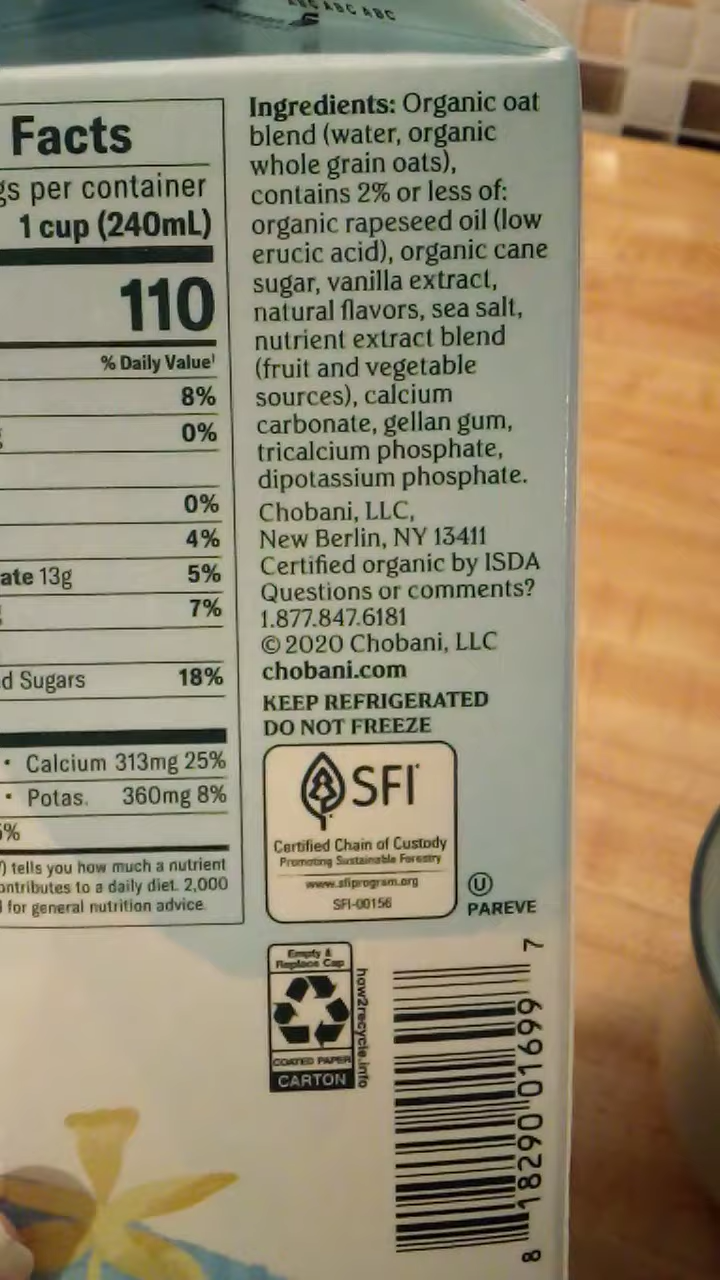 ABC ABC ABC
Facts
gs per container
1 cup (240mL)
110
% Daily Value¹
8%
0%
0%
4%
ate 13g 5%
7%
d Sugars 18%
• Calcium 313mg 25%
• Potas. 360mg 8%
5%
) tells you how much a nutrient
ontributes to a daily diet. 2,000
for general nutrition advice
Ingredients: Organic oat
blend (water, organic
whole grain oats),
contains 2% or less of:
organic rapeseed oil (low
erucic acid), organic cane
sugar, vanilla extract,
natural flavors, sea salt,
nutrient extract blend
(fruit and vegetable
sources), calcium
carbonate, gellan gum,
tricalcium phosphate,
dipotassium phosphate.
Chobani, LLC,
New Berlin, NY 13411
Certified organic by ISDA
Questions or comments?
1.877.847.6181
© 2020 Chobani, LLC
chobani.com
KEEP REFRIGERATED
DO NOT FREEZE
SFI
Certified Chain of Custody
Promoting Sustainable Forestry
www.sfiprogram.org
SFI-00156
U
PAREVE
Empty &
Replace Cap
COATED PAPER
CARTON
how2recycle.info
8 18290 01699 7